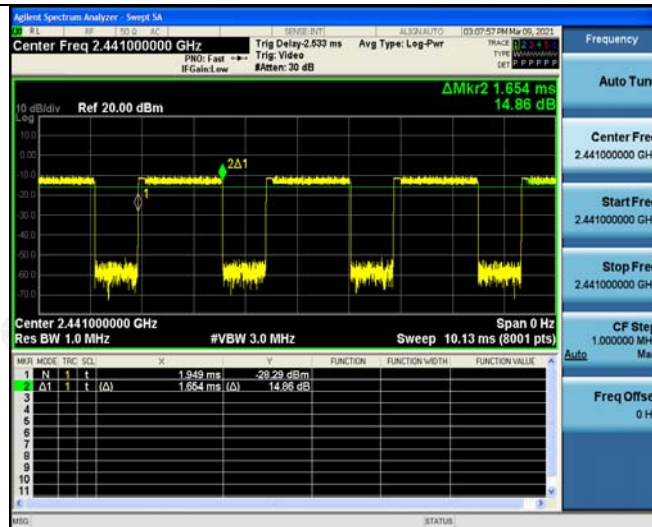 Agilent Spectrum Analyzer - Swept SA
RL RF 50 Ω AC SENSE:INT ALIGNAUTO 03:07:57 PM Mar 09, 2021
Center Freq 2.441000000 GHz Trig Delay-2.533 ms Avg Type: Log-Pwr TRACE 1 2 3 4 5 6
PNO: Fast Trig: Video TYPE
IFGain:Low #Atten: 30 dB DET P P P P P P
ΔMkr2 1.654 ms
10 dB/div Ref 20.00 dBm 14.86 dB
Log
10.0
0.00
-10.0
-20.0
-30.0
-40.0
-50.0
-60.0
-70.0
2Δ1
1
Center 2.441000000 GHz Span 0 Hz
Res BW 1.0 MHz #VBW 3.0 MHz Sweep 10.13 ms (8001 pts)
MKR MODE TRC SCL X Y FUNCTION FUNCTION WIDTH FUNCTION VALUE
1 N 1 t 1.949 ms -28.29 dBm
2 Δ1 1 t (Δ) 1.654 ms (Δ) 14.86 dB
3
4
5
6
7
8
9
10
11
MSG STATUS
Frequency
Auto Tun
Center Fre
2.441000000 GH
Start Fre
2.441000000 GH
Stop Fre
2.441000000 GH
CF Ste
1.000000 MH
Auto Ma
Freq Offse
0 H